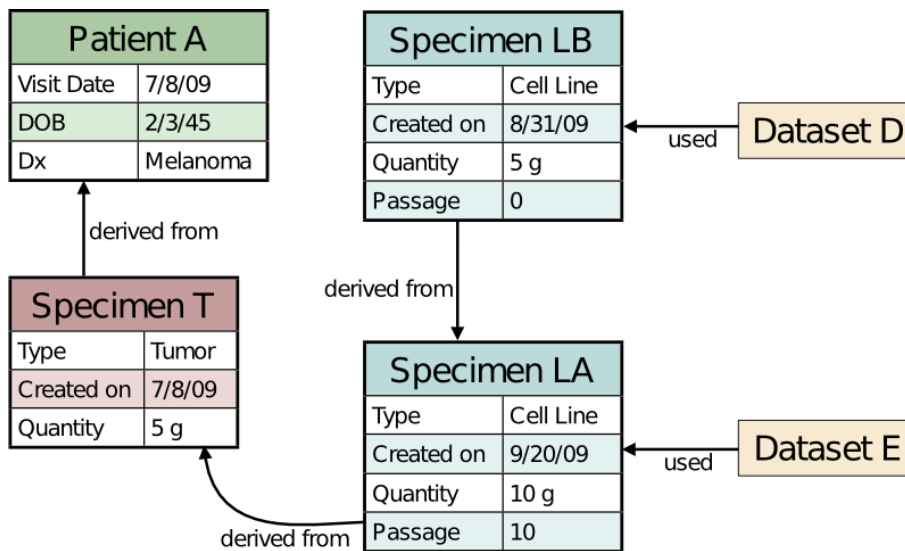 Patient A
Visit Date 7/8/09
DOB 2/3/45
Dx Melanoma
derived from
Specimen T
Type Tumor
Created on 7/8/09
Quantity 5 g
derived from
Specimen LB
Type Cell Line
Created on 8/31/09
Quantity 5 g
Passage 0
used
Dataset D
derived from
Specimen LA
Type Cell Line
Created on 9/20/09
Quantity 10 g
Passage 10
used
Dataset E